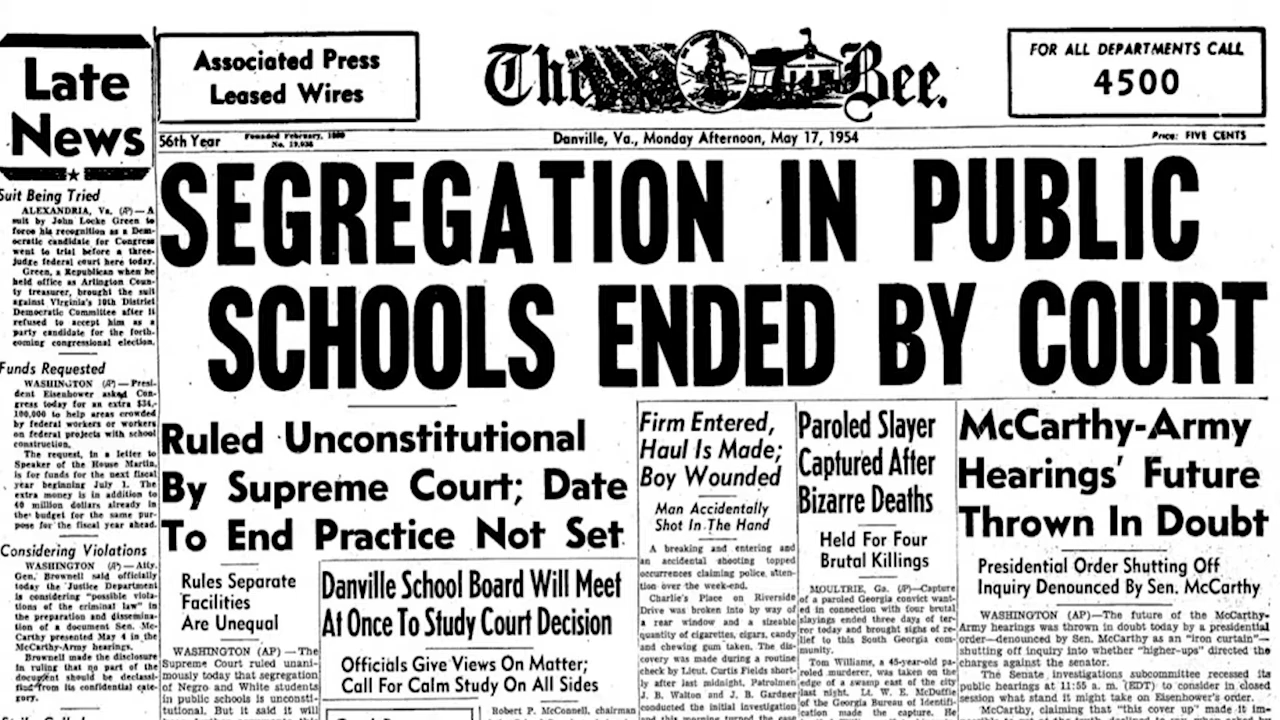 Late
News
Associated Press
Leased Wires
The Bee.
FOR ALL DEPARTMENTS CALL
4500
56th Year
Founded February, 1899
No. 19,936
Danville, Va., Monday Afternoon, May 17, 1954
Price: FIVE CENTS
SEGREGATION IN PUBLIC
SCHOOLS ENDED BY COURT
Suit Being Tried
ALEXANDRIA, Va. (AP)—A
suit by John Locke Green to
force his recognition as a Dem-
ocratic candidate for Congress
went to trial before a three-
judge federal court here today.
Green, a Republican when he
held office as Arlington Coun-
ty treasurer, brought the suit
against Virginia's 10th District
Democratic Committee after it
refused to accept him as a
party candidate for the forth-
coming congressional election.
Funds Requested
WASHINGTON (AP)—Presi-
dent Eisenhower asked Con-
gress today for an extra $34,-
100,000 to help areas crowded
by federal workers or workers
on federal projects with school
construction.
The request, in a letter to
Speaker of the House Martin,
is for funds for the next fiscal
year beginning July 1. The
extra money is in addition to
40 million dollars already in
the budget for the same pur-
pose for the fiscal year ahead.
Considering Violations
WASHINGTON (AP)—Atty.
Gen. Brownell said officially
today the Justice Department
is considering "possible viola-
tions of the criminal law" in
the preparation and dissemina-
tion of a document Sen. Mc-
Carthy presented May 4 in the
McCarthy-Army hearings.
Brownell made the disclosure
in ruling that no part of the
document should be declassi-
fied from its confidential cate-
gory.
Ruled Unconstitutional
By Supreme Court; Date
To End Practice Not Set
Rules Separate
Facilities
Are Unequal
WASHINGTON (AP) — The
Supreme Court ruled unani-
mously today that segregation
of Negro and White students
in public schools is unconsti-
tutional. But it said it will
Danville School Board Will Meet
At Once To Study Court Decision
Officials Give Views On Matter;
Call For Calm Study On All Sides
Robert P. McConnell, chairman
Firm Entered,
Haul Is Made;
Boy Wounded
Man Accidentally
Shot In The Hand
A breaking and entering and
an accidental shooting topped
occurrences claiming police atten-
tion over the week-end.
Charlie's Place on Riverside
Drive was broken into by way of
a rear window and a sizeable
quantity of cigarettes, cigars, candy
and chewing gum taken. The dis-
covery was made during a routine
check by Lieut. Curtis Fields short-
ly after last midnight. Patrolmen
J. B. Walton and J. B. Gardner
conducted the initial investigation
and this morning turned the case
Paroled Slayer
Captured After
Bizarre Deaths
Held For Four
Brutal Killings
MOULTRIE, Ga. (AP)—Capture
of a paroled Georgia convict want-
ed in connection with four brutal
slayings ended three days of ter-
ror today and brought sighs of re-
lief to this South Georgia com-
munity.
Tom Williams, a 45-year-old pa-
roled murderer, was taken on the
edge of a swamp east of the city
last night. Lt. W. E. McDuffie
of the Georgia Bureau of Identifi-
cation made the capture. He
McCarthy-Army
Hearings' Future
Thrown In Doubt
Presidential Order Shutting Off
Inquiry Denounced By Sen. McCarthy
WASHINGTON (AP)—The future of the McCarthy-
Army hearings was thrown in doubt today by a presidential
order—denounced by Sen. McCarthy as an "iron curtain"—
shutting off inquiry into whether "higher-ups" directed the
charges against the senator.
The Senate investigations subcommittee recessed its
public hearings at 11:55 a. m. (EDT) to consider in closed
session what stand it might take on Eisenhower's order.
McCarthy, claiming that "this cover up" made it im-